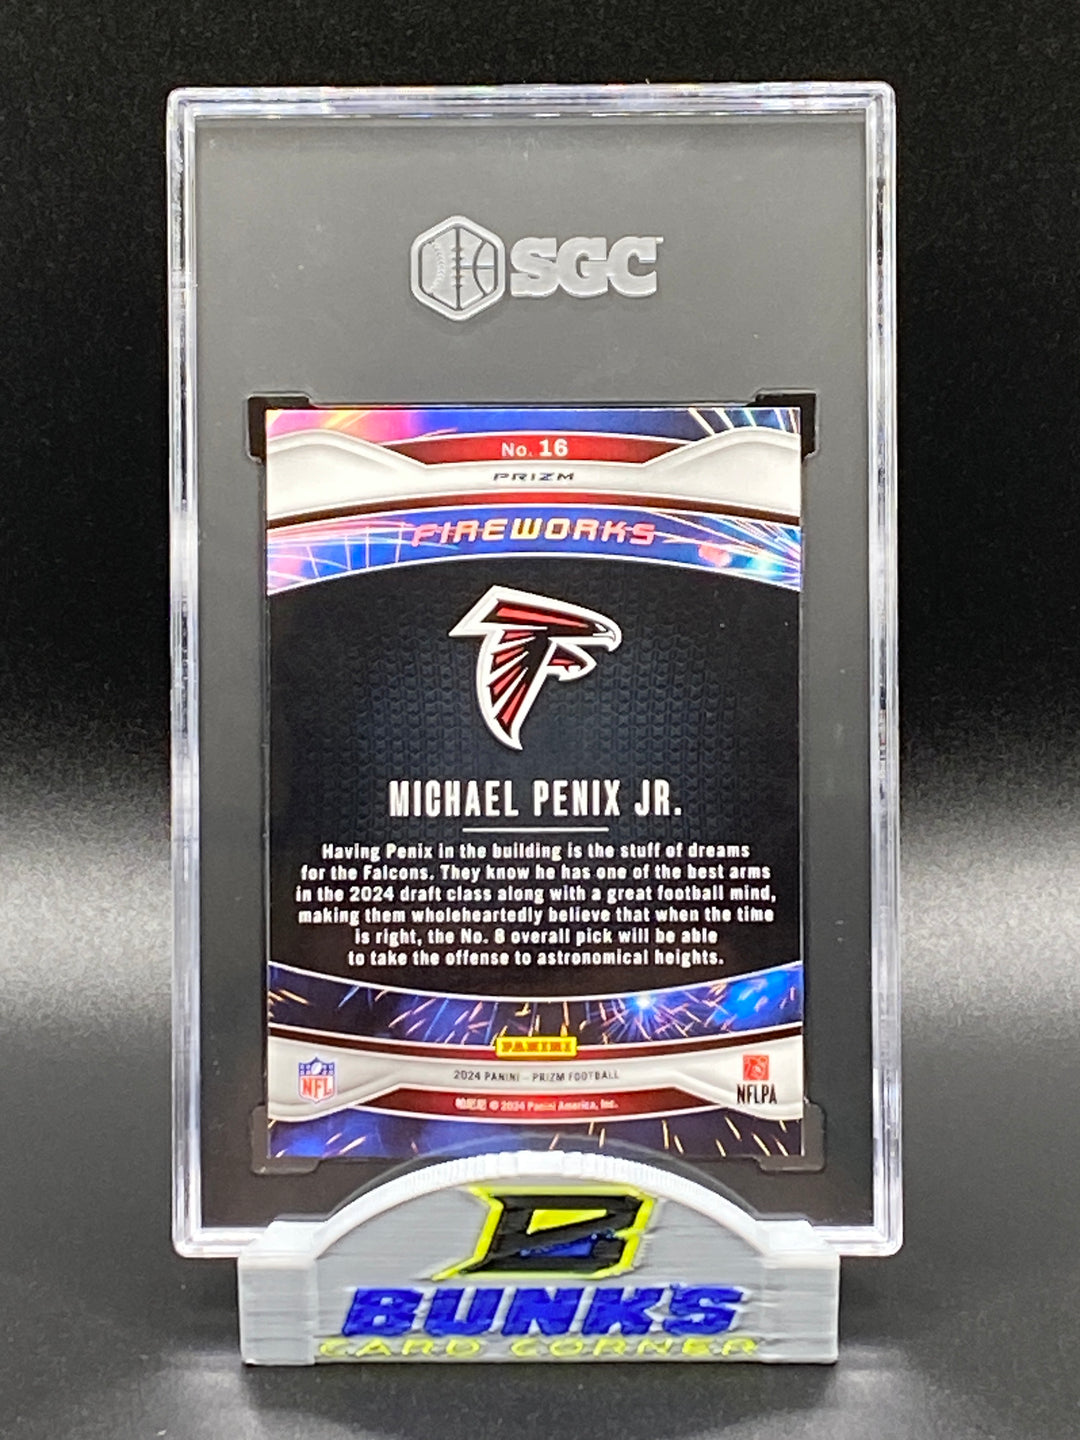 SGC
No. 16
PRIZM
FIREWORKS
MICHAEL PENIX JR.
Having Penix in the building is the stuff of dreams
for the Falcons. They know he has one of the best arms
in the 2024 draft class along with a great football mind,
making them wholeheartedly believe that when the time
is right, the No. 8 overall pick will be able
to take the offense to astronomical heights.
PANINI
2024 PANINI – PRIZM FOOTBALL
© 2024 Panini America, Inc.
NFL
NFLPA
BUNK'S
CARD CORNER